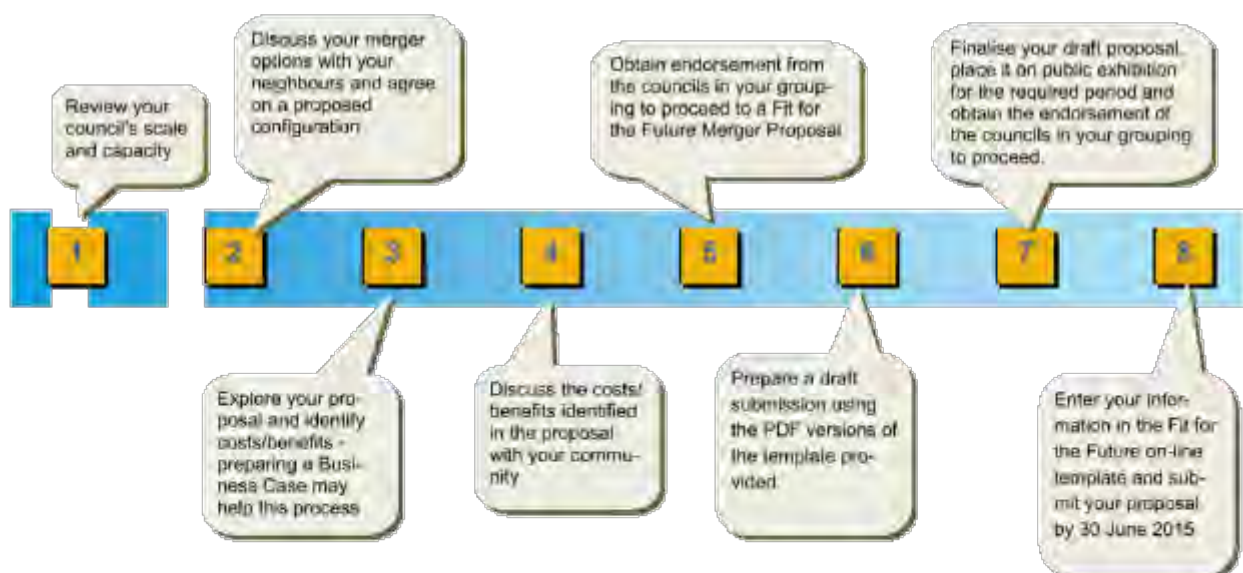 1
Review your
council's scale
and capacity
2
Discuss your merger
options with your
neighbours and agree
on a proposed
configuration
3
Explore your pro-
posal and identify
costs/benefits -
preparing a Busi-
ness Case may
help this process
4
Discuss the costs/
benefits identified
in the proposal
with your commu-
nity
5
Obtain endorsement from
the councils in your group-
ing to proceed to a Fit for
the Future Merger Proposal
6
Prepare a draft
submission using
the PDF versions of
the template pro-
vided
7
Finalise your draft proposal,
place it on public exhibition
for the required period and
obtain the endorsement of
the councils in your grouping
to proceed.
8
Enter your infor-
mation in the Fit for
the Future on-line
template and sub-
mit your proposal
by 30 June 2015